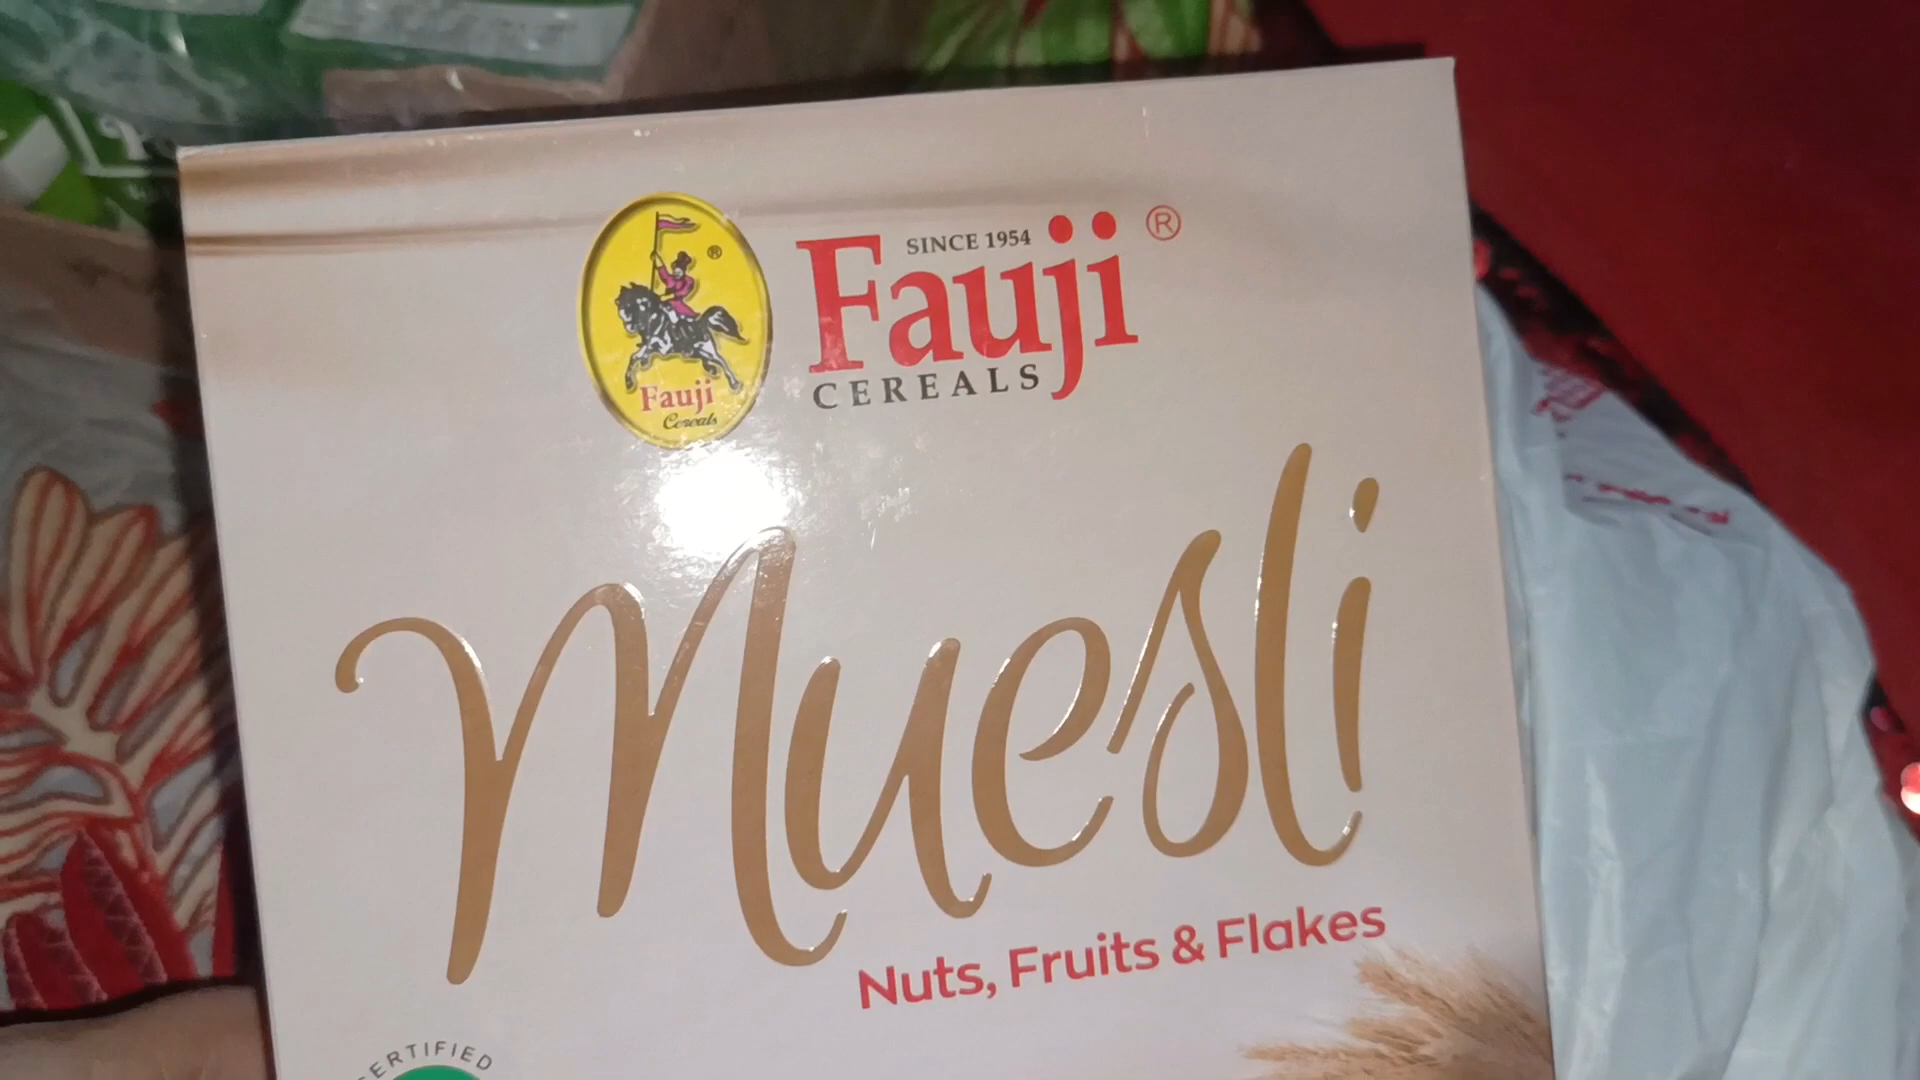 SINCE 1954
Fauji ®
CEREALS
®
Fauji
Cereals
Muesli
Nuts, Fruits & Flakes
CERTIFIED